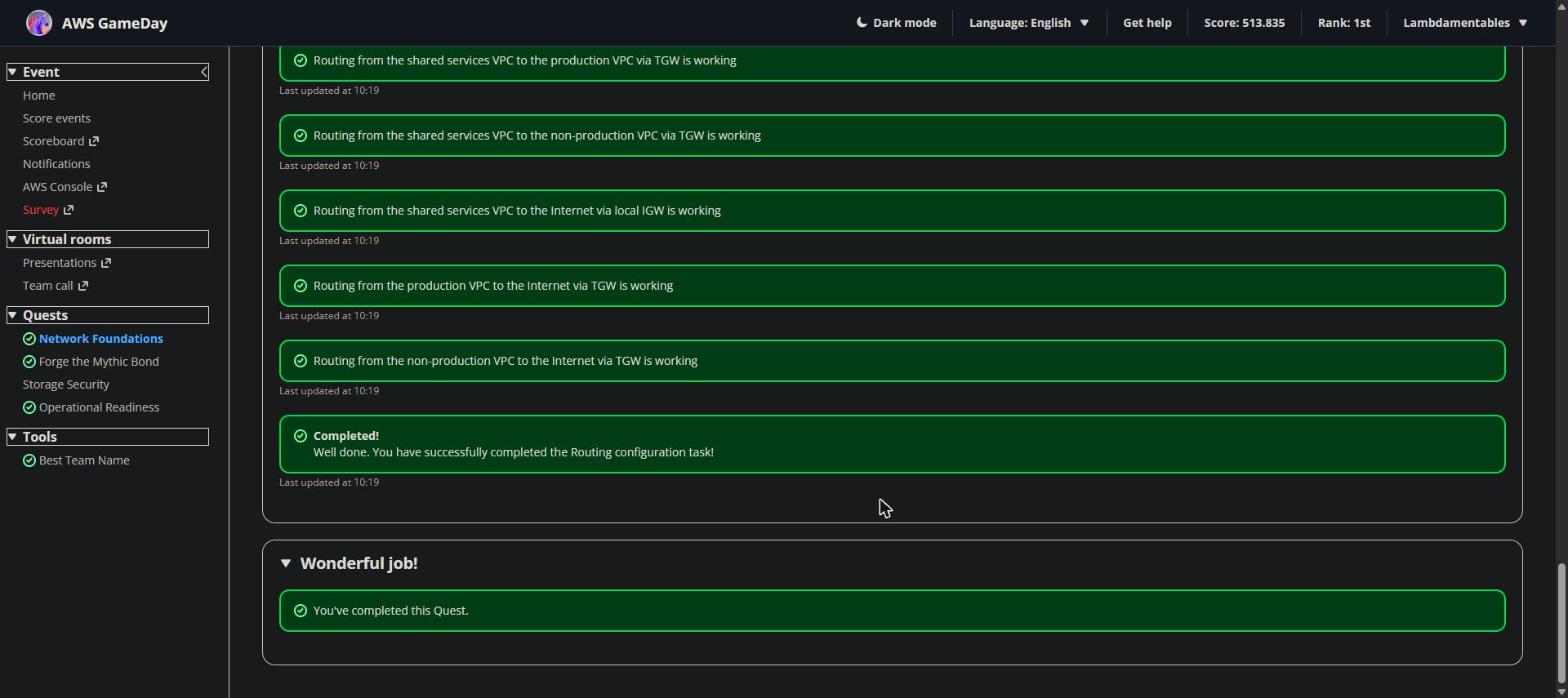 AWS GameDay
Dark mode
Language: English
Get help
Score: 513.835
Rank: 1st
Lambdamentables
Event
Home
Score events
Scoreboard
Notifications
AWS Console
Survey
Virtual rooms
Presentations
Team call
Quests
Network Foundations
Forge the Mythic Bond
Storage Security
Operational Readiness
Tools
Best Team Name
Routing from the shared services VPC to the production VPC via TGW is working
Last updated at 10:19
Routing from the shared services VPC to the non-production VPC via TGW is working
Last updated at 10:19
Routing from the shared services VPC to the Internet via local IGW is working
Last updated at 10:19
Routing from the production VPC to the Internet via TGW is working
Last updated at 10:19
Routing from the non-production VPC to the Internet via TGW is working
Last updated at 10:19
Completed!
Well done. You have successfully completed the Routing configuration task!
Last updated at 10:19
Wonderful job!
You've completed this Quest.